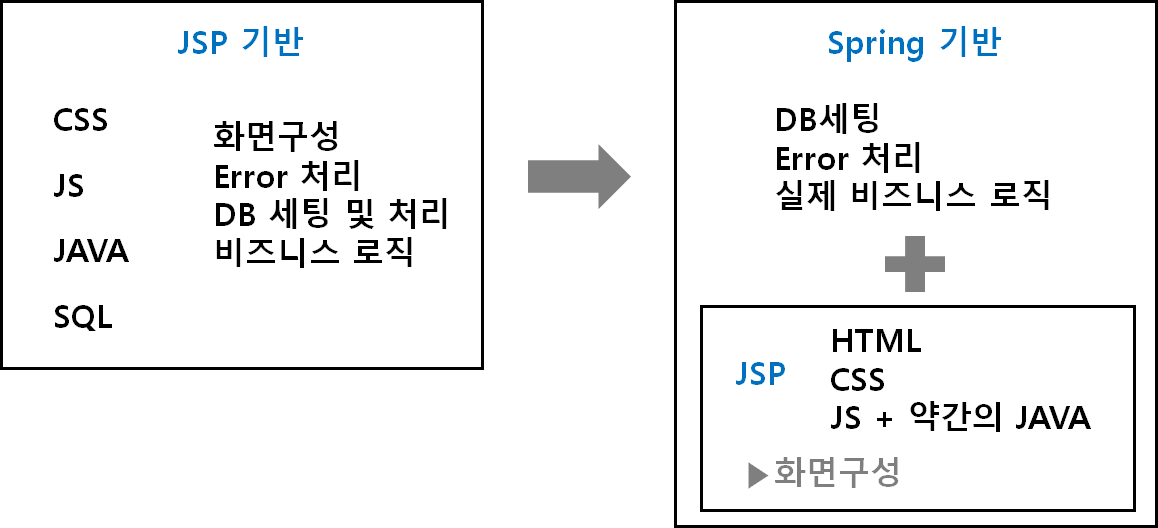 JSP 기반
CSS
JS
JAVA
SQL
화면구성
Error 처리
DB 세팅 및 처리
비즈니스 로직
Spring 기반
DB세팅
Error 처리
실제 비즈니스 로직
JSP
HTML
CSS
JS + 약간의 JAVA
▶화면구성